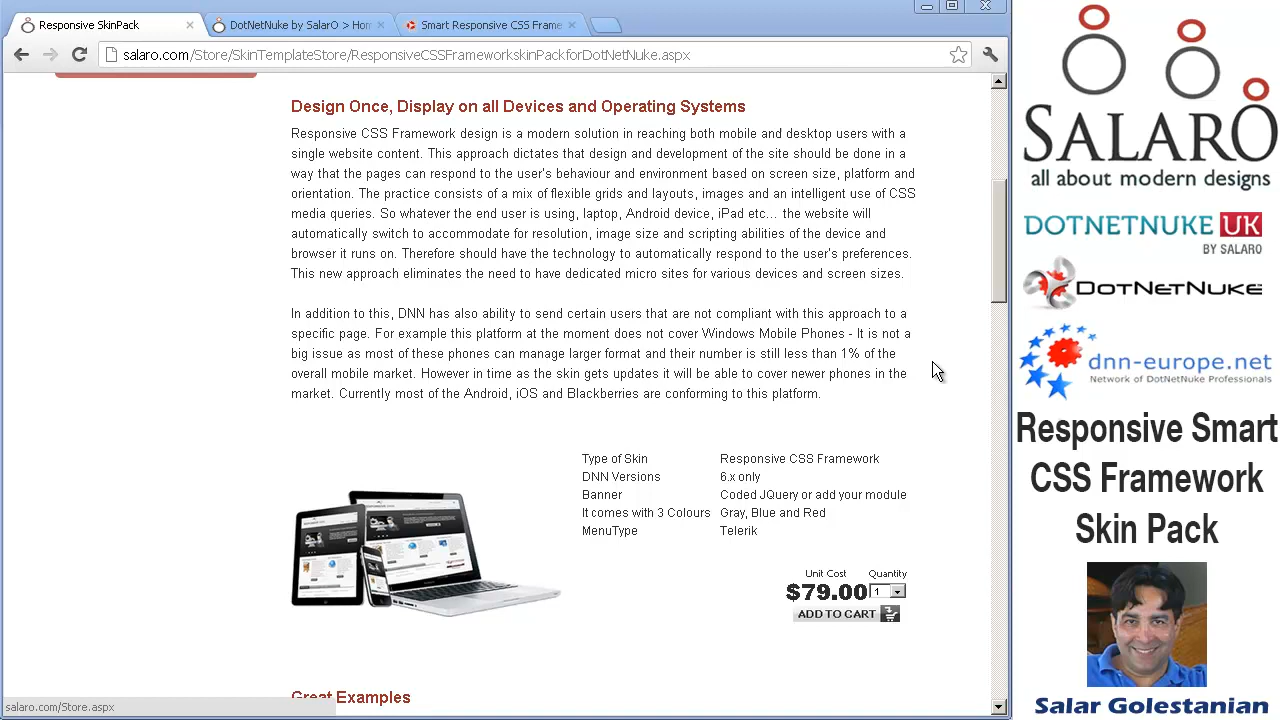 Responsive SkinPack
DotNetNuke by SalarO > Hom
Smart Responsive CSS Frame
salaro.com/Store/SkinTemplateStore/ResponsiveCSSFrameworkskinPackforDotNetNuke.aspx
Design Once, Display on all Devices and Operating Systems
Responsive CSS Framework design is a modern solution in reaching both mobile and desktop users with a
single website content. This approach dictates that design and development of the site should be done in a
way that the pages can respond to the user's behaviour and environment based on screen size, platform and
orentation. The practice consists of a mix of flexible grids and layouts, images and an intelligent use of CSS
media queries. So whatever the end user is using, laptop, Android device, iPad etc... the website will
automatically switch to accommodate for resolution, image size and scripting abilities of the device and
browser it runs on. Therefore should have the technology to automatically respond to the user's preferences.
This new approach eliminates the need to have dedicated micro sites for various devices and screen sizes.
In addition to this, DNN has also ability to send certain users that are not compliant with this approach to a
specific page. For example this platform at the moment does not cover Windows Mobile Phones - It is not a
big issue as most of these phones can manage larger format and their number is still less than 1% of the
overall mobile market. However in time as the skin gets updates it will be able to cover newer phones in the
market. Currently most of the Android, iOS and Blackberries are conforming to this platform.
Type of Skin Responsive CSS Framework
DNN Versions 6.x only
Banner Coded JQuery or add your module
It comes with 3 Colours Gray, Blue and Red
MenuType Telerik
Unit Cost Quantity
$79.00 1
ADD TO CART
Great Examples
salaro.com/Store.aspx
SALARO
all about modern designs
DOTNETNUKE UK
BY SALARO
DOTNETNUKE
dnn-europe.net
Network of DotNetNuke Professionals
Responsive Smart
CSS Framework
Skin Pack
Salar Golestanian